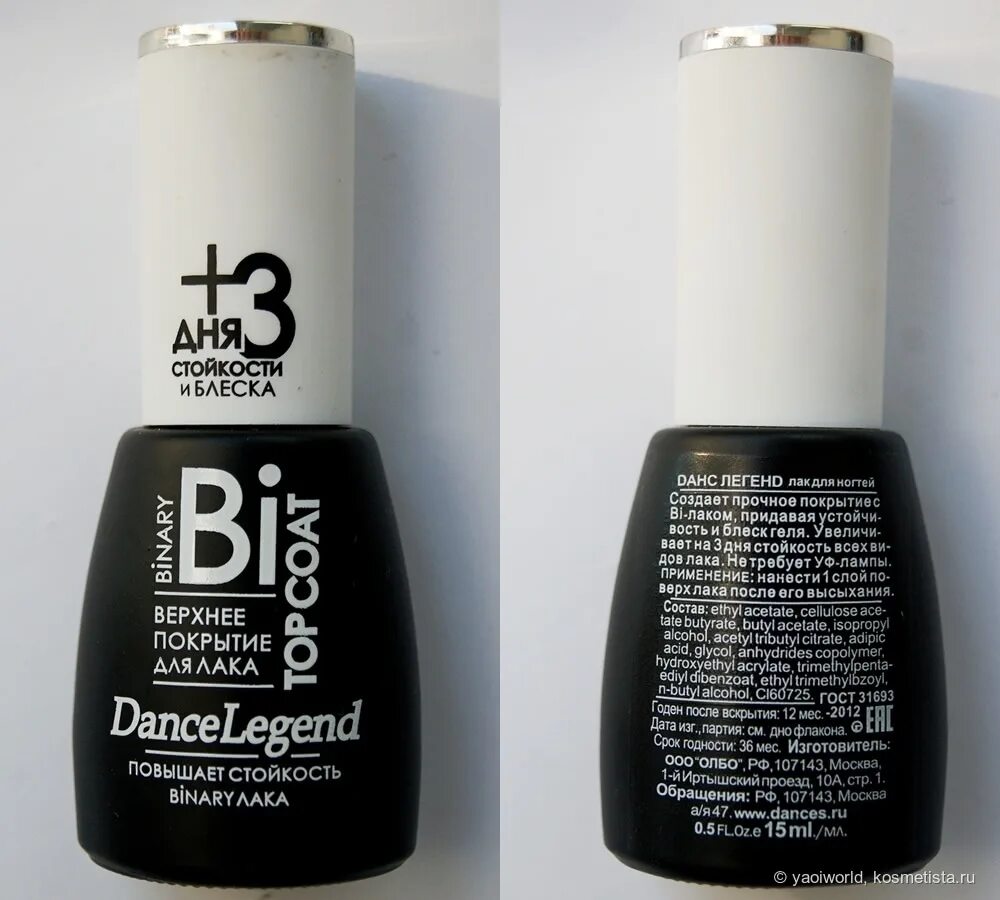 +3
ДНЯ
СТОЙКОСТИ
и БЛЕСКА
BiNARY
Bi
TOPCOAT
ВЕРХНЕЕ
ПОКРЫТИЕ
ДЛЯ ЛАКА
DanceLegend
ПОВЫШАЕТ СТОЙКОСТЬ
BiNARY ЛАКА
DАНС ЛЕГЕНD лак для ногтей
Создает прочное покрытие с
Bi-лаком, придавая устойчи-
вость и блеск геля. Увеличи-
вает на 3 дня стойкость всех ви-
дов лака. Не требует УФ-лампы.
ПРИМЕНЕНИЕ: нанести 1 слой по-
верх лака после его высыхания.
Состав: ethyl acetate, cellulose ace-
tate butyrate, butyl acetate, isopropyl
alcohol, acetyl tributyl citrate, adipic
acid, glycol, anhydrides copolymer,
hydroxyethyl acrylate, trimethylpenta-
ediyl dibenzoat, ethyl trimethylbzoyl,
n-butyl alcohol, CI60725. ГОСТ 31693
Годен после вскрытия: 12 мес. -2012 EAC
Дата изг., партия: см. дно флакона.
Срок годности: 36 мес. Изготовитель:
ООО "ОЛБО", РФ, 107143, Москва,
1-й Иртышский проезд, 10А, стр. 1.
Обращения: РФ, 107143, Москва
а/я 47. www.dances.ru
0.5 FL.Oz.e 15ml./мл.
© yaoiworld, kosmetista.ru